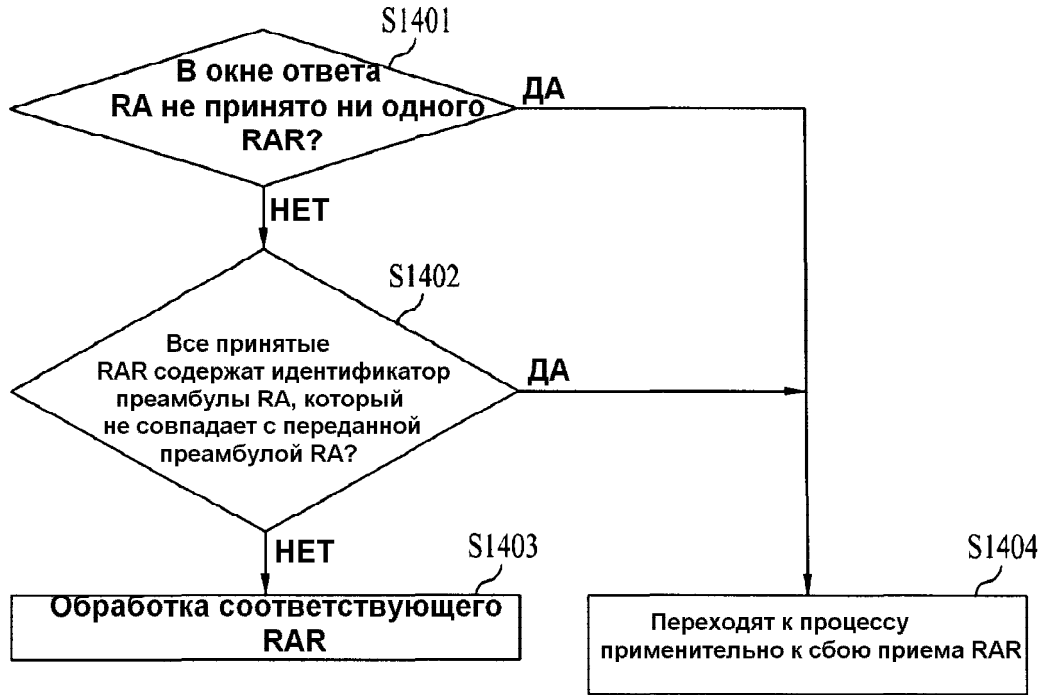 S1401
В окне ответа
RA не принято ни одного
RAR?
ДА
НЕТ
S1402
Все принятые
RAR содержат идентификатор
преамбулы RA, который
не совпадает с переданной
преамбулой RA?
ДА
НЕТ
S1403
Обработка соответствующего
RAR
S1404
Переходят к процессу
применительно к сбою приема RAR